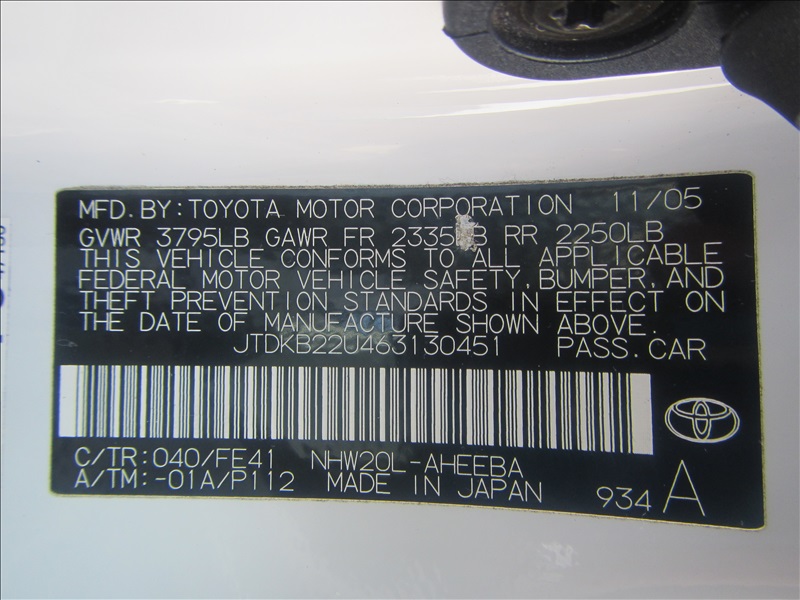 MFD. BY: TOYOTA MOTOR CORPORATION 11/05
GVWR 3795LB GAWR FR 2335LB RR 2250LB
THIS VEHICLE CONFORMS TO ALL APPLICABLE
FEDERAL MOTOR VEHICLE SAFETY, BUMPER, AND
THEFT PREVENTION STANDARDS IN EFFECT ON
THE DATE OF MANUFACTURE SHOWN ABOVE.
JTDKB22U463130451 PASS. CAR
C/TR: 040/FE41 NHW20L-AHEEBA
A/TM: -01A/P112 MADE IN JAPAN 934 A